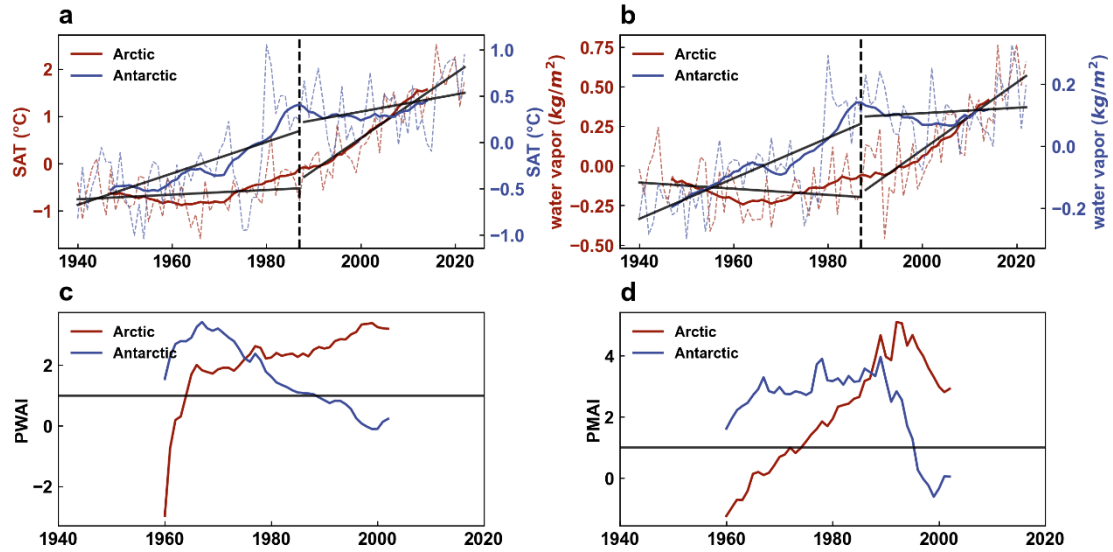 a
SAT (°C)
2
1
0
−1
Arctic
Antarctic
1.0
0.5
0.0
−0.5
−1.0
SAT (°C)
1940 1960 1980 2000 2020
b
water vapor (kg/m²)
0.75
0.50
0.25
0.00
−0.25
−0.50
Arctic
Antarctic
0.2
0.0
−0.2
water vapor (kg/m²)
1940 1960 1980 2000 2020
c
PWAI
2
0
−2
Arctic
Antarctic
1940 1960 1980 2000 2020
d
PMAI
4
2
0
Arctic
Antarctic
1940 1960 1980 2000 2020